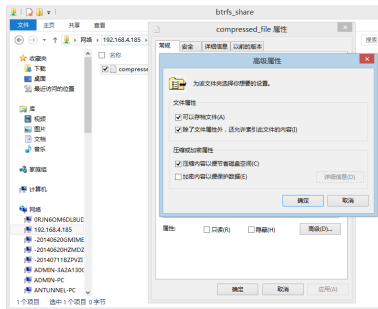 btrfs_share
文件 主页 共享 查看
网络 192.168.4.185
搜索
收藏夹
下载
桌面
最近访问的位置
库
视频
图片
文档
音乐
家庭组
计算机
网络
0RJN6OM6DL8UD
192.168.4.185
-20140620GMIME
-20140620HZMDZ
-201407118ZPVZI
ADMIN-3A2A130C
ADMIN-PC
ANTUNNEL-PC
名称
compresse
1 个项目 选中 1 个项目 0 字节
compressed_file 属性
常规 安全 详细信息 以前的版本
高级属性
为该文件夹选择你想要的设置。
文件属性
可以存档文件(A)
除了文件属性外，还允许索引此文件的内容(I)
压缩或加密属性
压缩内容以便节省磁盘空间(C)
加密内容以便保护数据(E)
详细信息(D)
确定 取消
属性: 只读(R) 隐藏(H) 高级(D)...
确定 取消 应用(A)